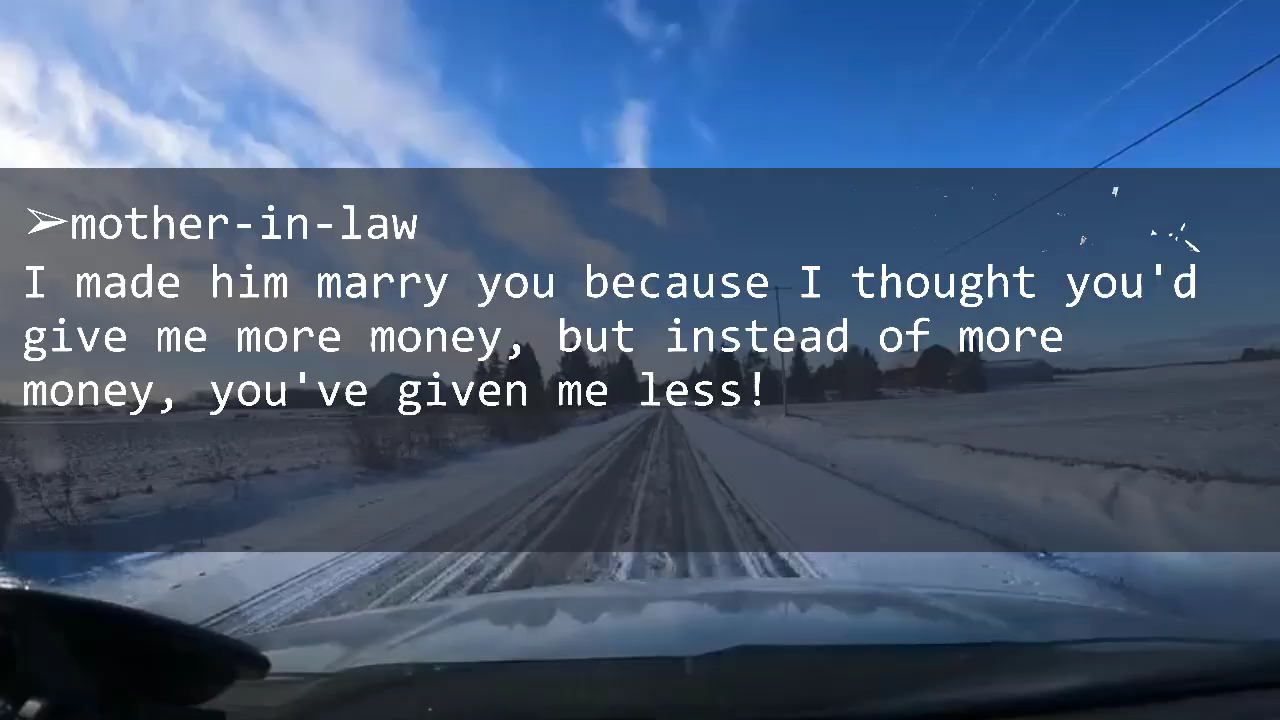 ➢mother-in-law
I made him marry you because I thought you'd
give me more money, but instead of more
money, you've given me less!